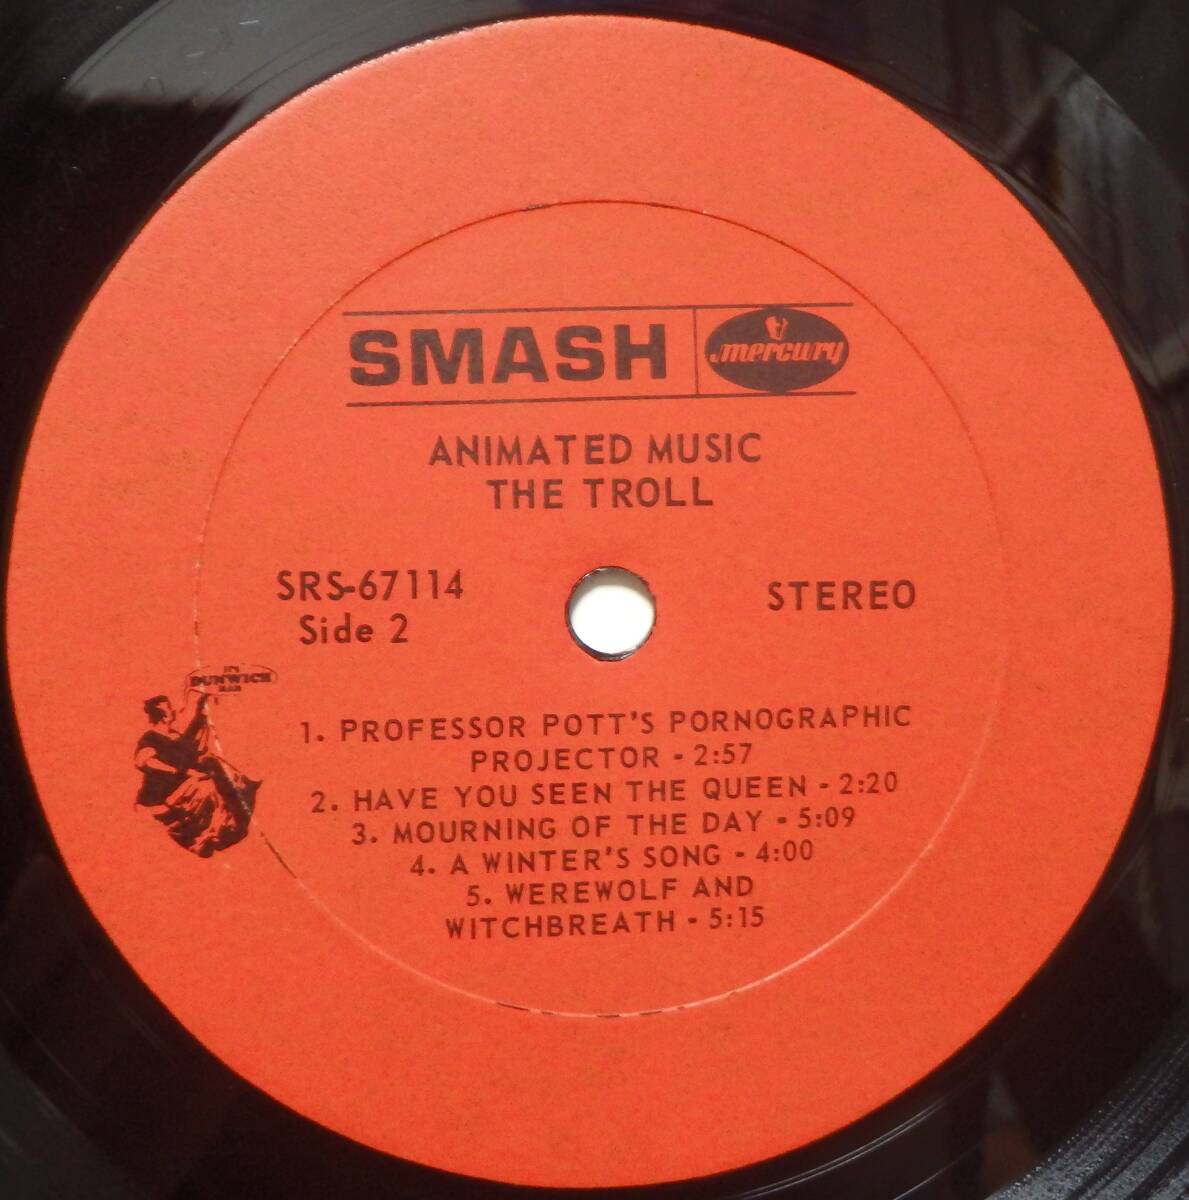 SMASH
mercury
ANIMATED MUSIC
THE TROLL
SRS-67114
Side 2
STEREO
DUNWICH
1. PROFESSOR POTT'S PORNOGRAPHIC
PROJECTOR - 2:57
2. HAVE YOU SEEN THE QUEEN - 2:20
3. MOURNING OF THE DAY - 5:09
4. A WINTER'S SONG - 4:00
5. WEREWOLF AND
WITCHBREATH - 5:15